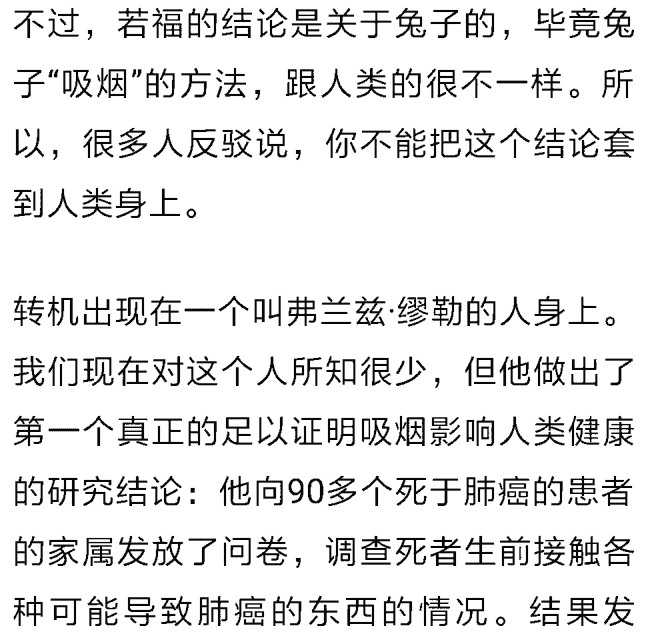 不过，若福的结论是关于兔子的，毕竟兔
子“吸烟”的方法，跟人类的很不一样。所
以，很多人反驳说，你不能把这个结论套
到人类身上。
转机出现在一个叫弗兰兹·缪勒的人身上。
我们现在对这个人所知很少，但他做出了
第一个真正的足以证明吸烟影响人类健康
的研究结论：他向90多个死于肺癌的患者
的家属发放了问卷，调查死者生前接触各
种可能导致肺癌的东西的情况。结果发